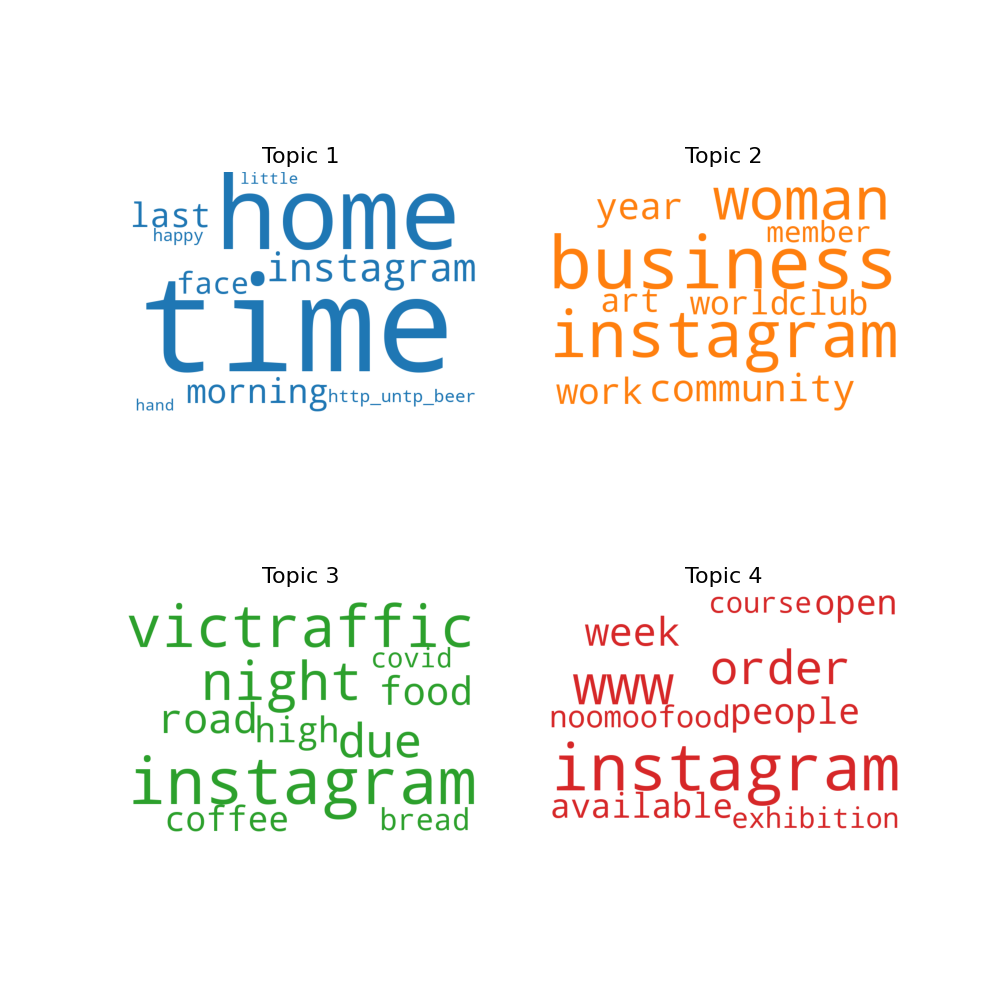 Topic 1
little
home
last
happy
instagram
face
time
morning
http_untp_beer
hand
Topic 2
woman
year
member
business
art
worldclub
instagram
work
community
Topic 3
victraffic
covid
night
food
road
high
due
instagram
coffee
bread
Topic 4
course
open
week
order
www
noomoofood
people
instagram
available
exhibition